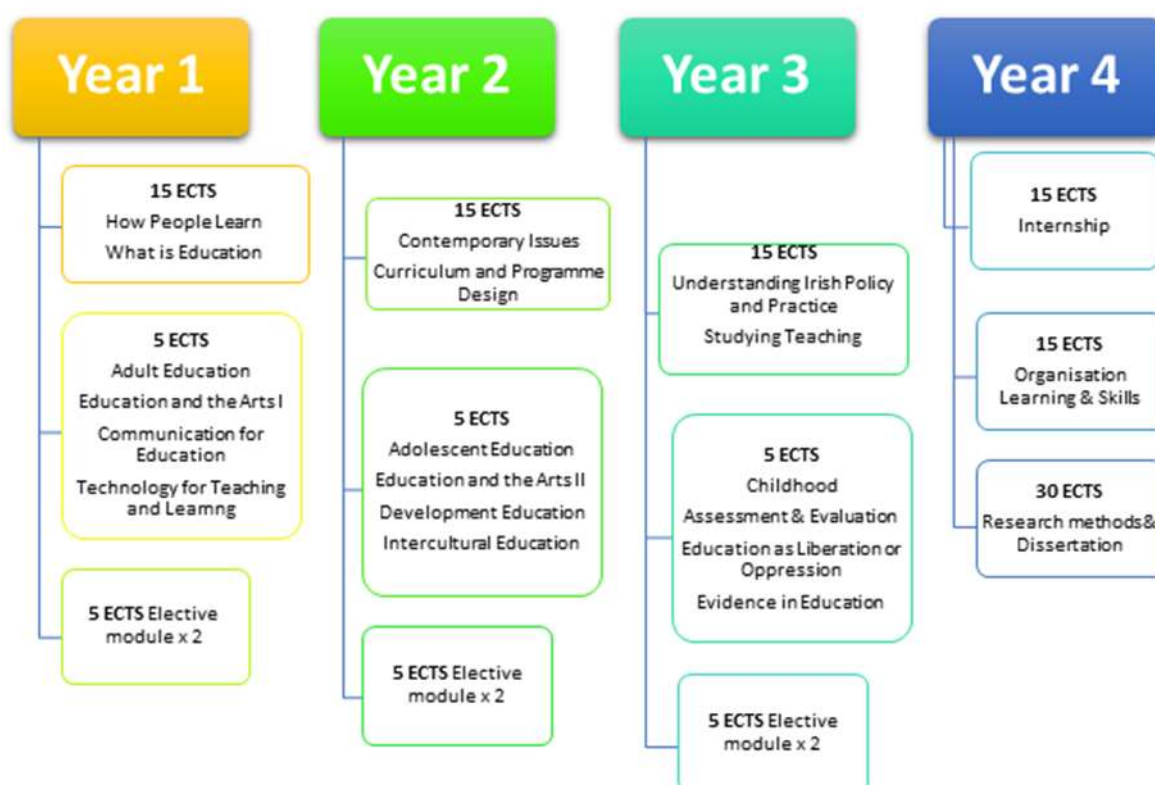 Year 1
15 ECTS
How People Learn
What is Education
5 ECTS
Adult Education
Education and the Arts I
Communication for
Education
Technology for Teaching
and Learnng
5 ECTS Elective
module x 2
Year 2
15 ECTS
Contemporary Issues
Curriculum and Programme
Design
5 ECTS
Adolescent Education
Education and the Arts II
Development Education
Intercultural Education
5 ECTS Elective
module x 2
Year 3
15 ECTS
Understanding Irish Policy
and Practice
Studying Teaching
5 ECTS
Childhood
Assessment & Evaluation
Education as Liberation or
Oppression
Evidence in Education
5 ECTS Elective
module x 2
Year 4
15 ECTS
Internship
15 ECTS
Organisation
Learning & Skills
30 ECTS
Research methods&
Dissertation